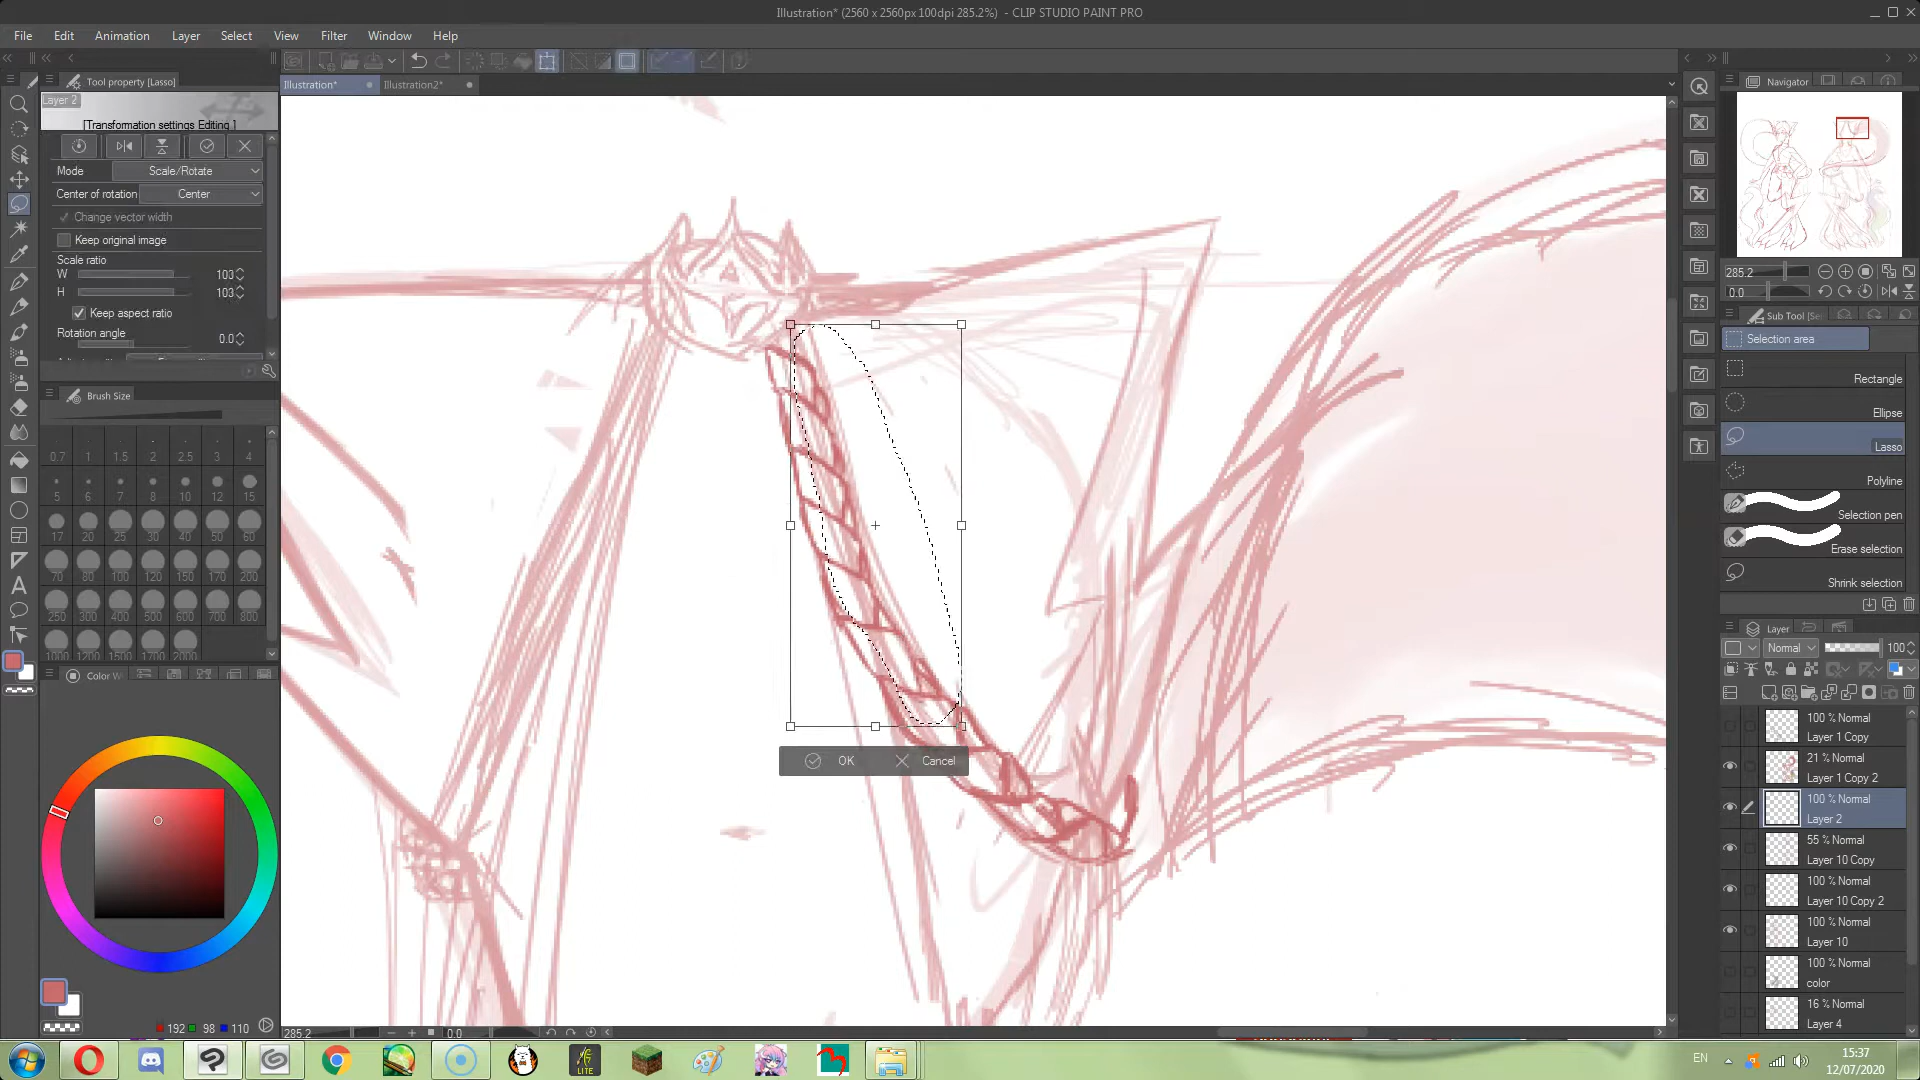 Illustration* (2560 x 2560px 100dpi 285.2%) - CLIP STUDIO PAINT PRO
File Edit Animation Layer Select View Filter Window Help
Tool property [Lasso]
Illustration* Illustration2*
Navigator
Layer 2
[Transformation settings Editing ]
Mode Scale/Rotate
Center of rotation Center
Change vector width
Keep original image
Scale ratio
W 103
H 103
Keep aspect ratio
Rotation angle
0.0
Brush Size
0.7 1 1.5 2 2.5 3 4
5 6 7 8 10 12 15
17 20 25 30 40 50 60
70 80 100 120 150 170 200
250 300 400 500 600 700 800
1000 1200 1500 1700 2000
Color W
192 98 110
OK Cancel
285.2 0.0
285.2
0.0
Sub Tool [Se
Selection area
Rectangle
Ellipse
Lasso
Polyline
Selection pen
Erase selection
Shrink selection
Layer
Normal 100
100 % Normal
Layer 1 Copy
21 % Normal
Layer 1 Copy 2
100 % Normal
Layer 2
55 % Normal
Layer 10 Copy
100 % Normal
Layer 10 Copy 2
100 % Normal
Layer 10
100 % Normal
color
16 % Normal
Layer 4
LITE
EN
15:37
12/07/2020